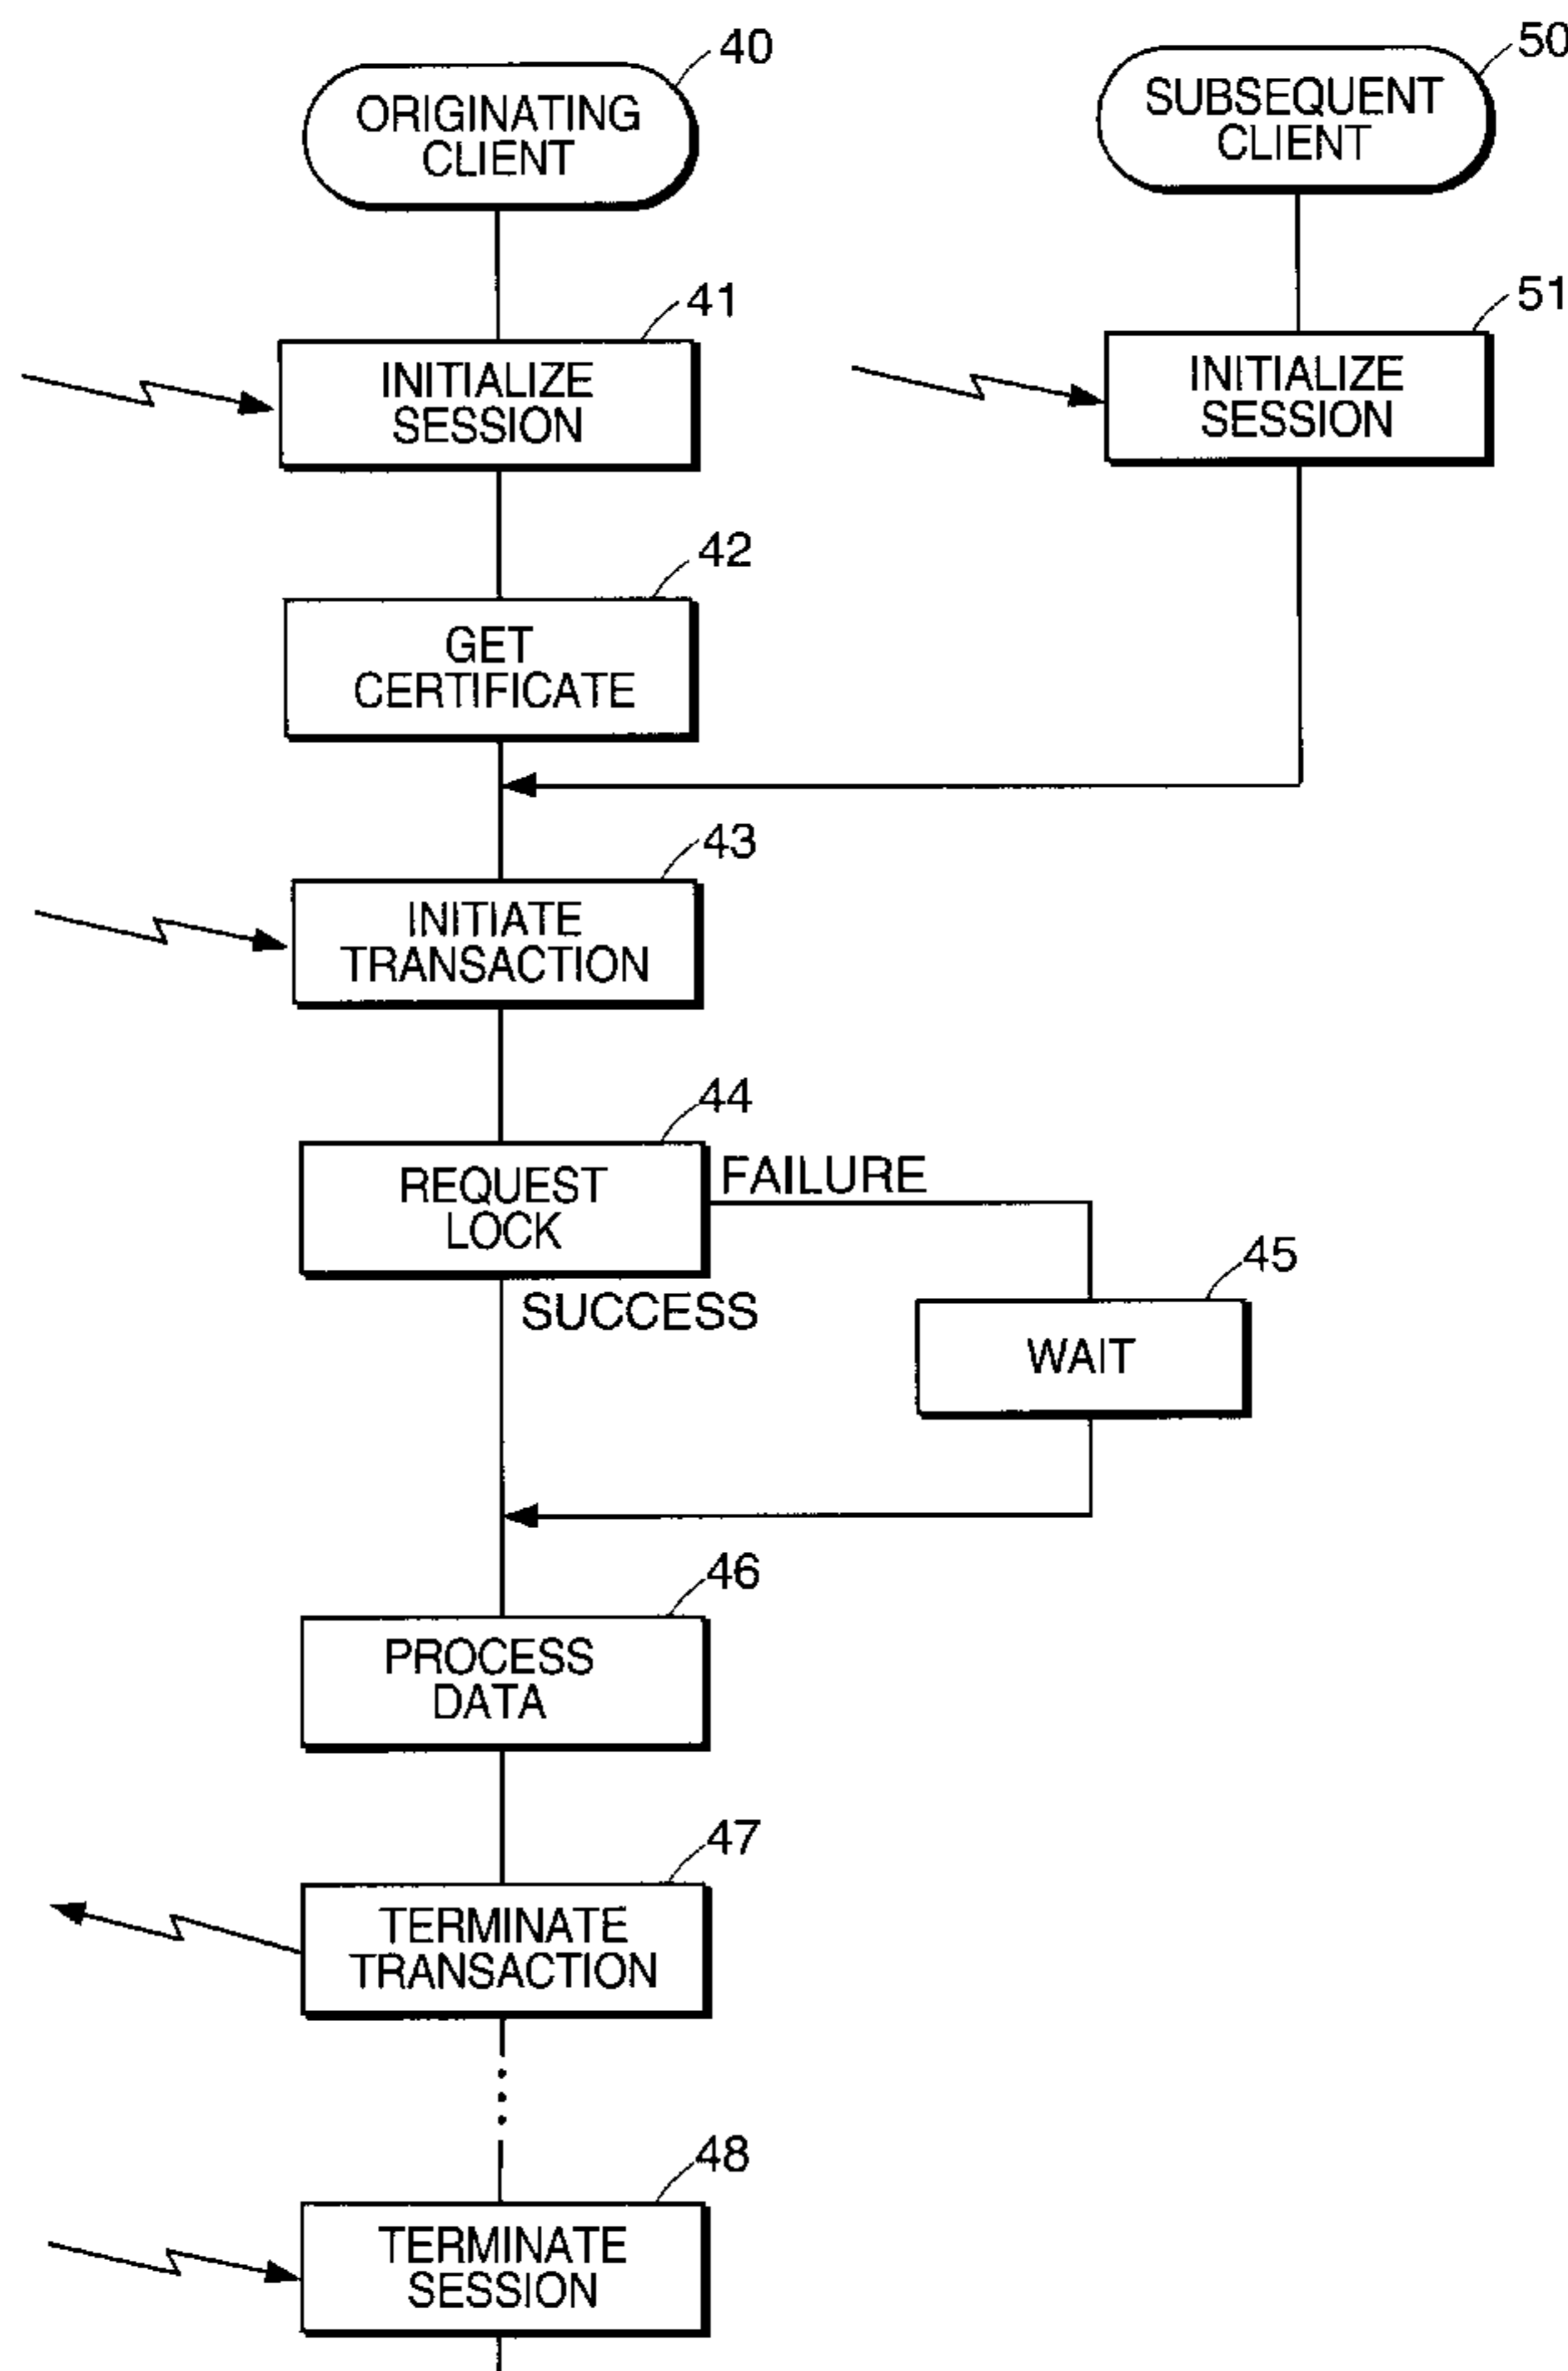 40
ORIGINATING
CLIENT
50
SUBSEQUENT
CLIENT
41
INITIALIZE
SESSION
51
INITIALIZE
SESSION
42
GET
CERTIFICATE
43
INITIATE
TRANSACTION
44
REQUEST
LOCK
FAILURE
SUCCESS
45
WAIT
46
PROCESS
DATA
47
TERMINATE
TRANSACTION
48
TERMINATE
SESSION